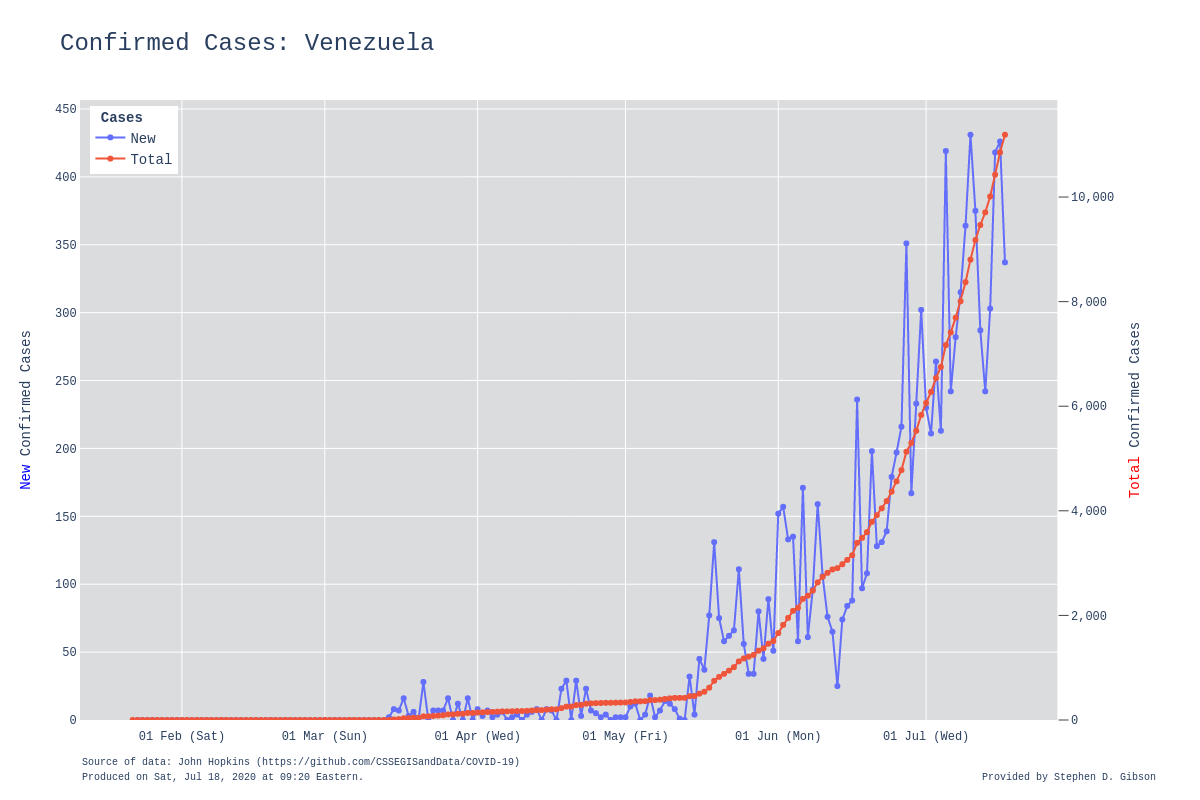 Confirmed Cases: Venezuela
Cases
New
Total
450
400
350
300
250
200
150
100
50
0
New Confirmed Cases
10,000
8,000
6,000
4,000
2,000
0
Total Confirmed Cases
01 Feb (Sat)
01 Mar (Sun)
01 Apr (Wed)
01 May (Fri)
01 Jun (Mon)
01 Jul (Wed)
Source of data: John Hopkins (https://github.com/CSSEGISandData/COVID-19)
Produced on Sat, Jul 18, 2020 at 09:20 Eastern.
Provided by Stephen D. Gibson